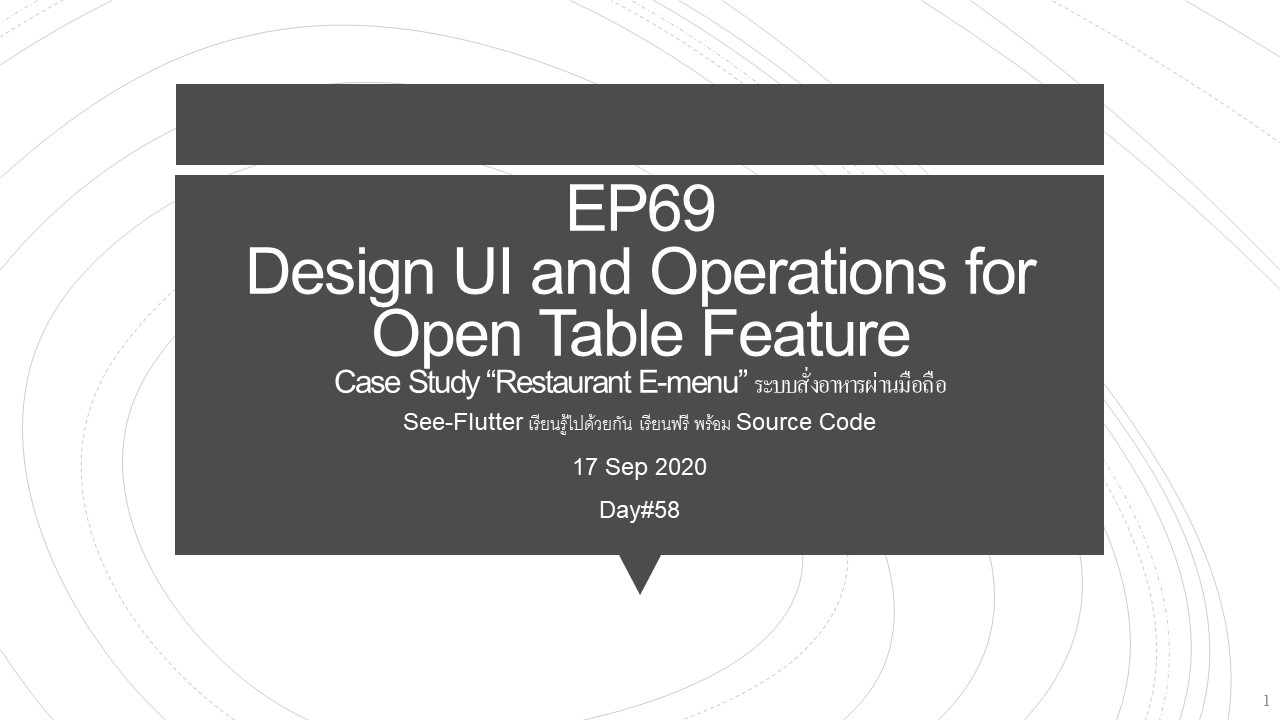 EP69
Design UI and Operations for
Open Table Feature
Case Study “Restaurant E-menu” ระบบสั่งอาหารผ่านมือถือ
See-Flutter เรียนรู้ไปด้วยกัน เรียนฟรี พร้อม Source Code
17 Sep 2020
Day#58
1